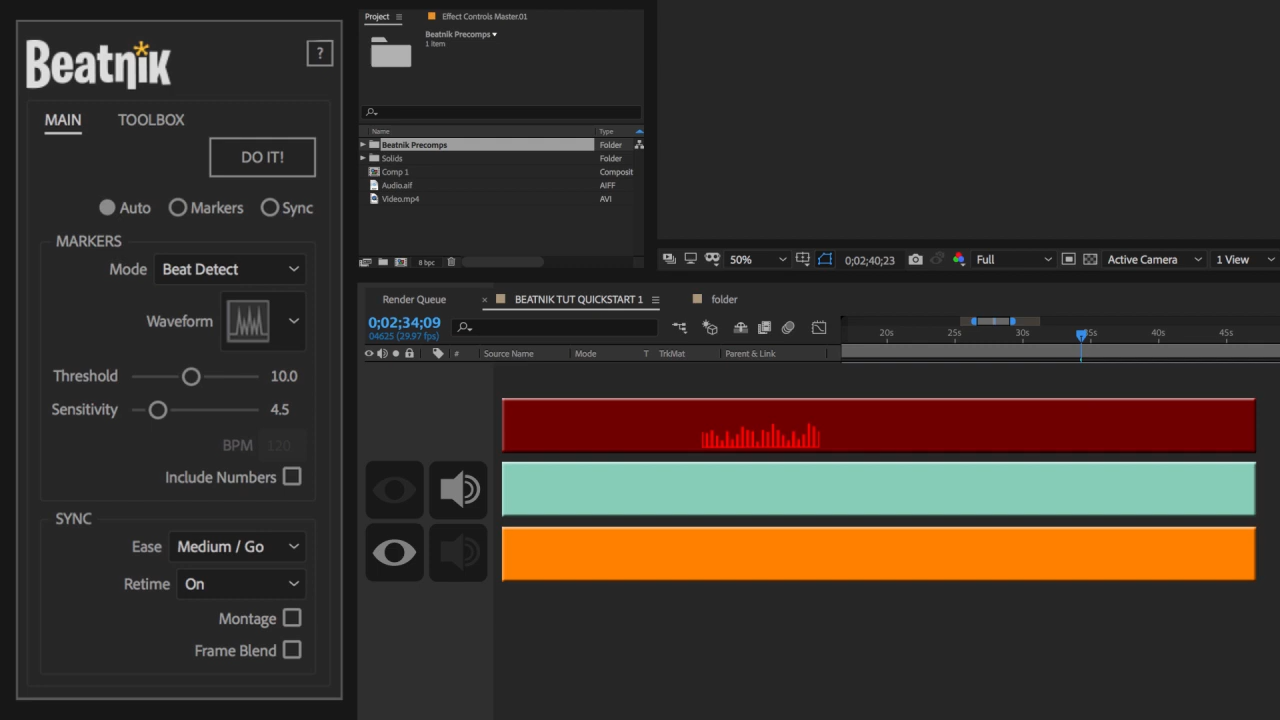 Beatnik
?
MAIN TOOLBOX
DO IT!
Auto Markers Sync
MARKERS
Mode Beat Detect
Waveform
Threshold 10.0
Sensitivity 4.5
BPM 120
Include Numbers
SYNC
Ease Medium / Go
Retime On
Montage
Frame Blend
Project Effect Controls Master.01
Beatnik Precomps
1 Item
Name Type
Beatnik Precomps Folder
Solids Folder
Comp 1 Composit
Audio.aif AIFF
Video.mp4 AVI
8 bpc
50% 0;02;40;23 Full Active Camera 1 View
Render Queue × BEATNIK TUT QUICKSTART 1 folder
0;02;34;09
04625 (29.97 fps)
20s 25s 30s 35s 40s 45s
# Source Name Mode T TrkMat Parent & Link